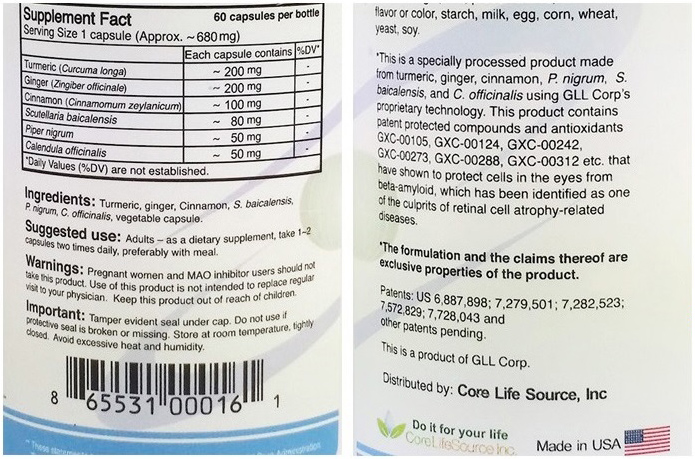 Supplement Fact
60 capsules per bottle
Serving Size 1 capsule (Approx. ~680mg)
Each capsule contains %DV*
Turmeric (Curcuma longa) ~ 200 mg -
Ginger (Zingiber officinale) ~ 200 mg -
Cinnamon (Cinnamomum zeylanicum) ~ 100 mg -
Scutellaria baicalensis ~ 80 mg -
Piper nigrum ~ 50 mg -
Calendula officinalis ~ 50 mg -
*Daily Values (%DV) are not established.
Ingredients: Turmeric, ginger, Cinnamon, S. baicalensis,
P. nigrum, C. officinalis, vegetable capsule.
Suggested use: Adults – as a dietary supplement, take 1~2
capsules two times daily, preferably with meal.
Warnings: Pregnant women and MAO inhibitor users should not
take this product. Use of this product is not intended to replace regular
visit to your physician. Keep this product out of reach of children.
Important: Tamper evident seal under cap. Do not use if
protective seal is broken or missing. Store at room temperature, tightly
closed. Avoid excessive heat and humidity.
8 65531 00016 1
flavor or color, starch, milk, egg, corn, wheat,
yeast, soy.
*This is a specially processed product made
from turmeric, ginger, cinnamon, P. nigrum, S.
baicalensis, and C. officinalis using GLL Corp's
proprietary technology. This product contains
patent protected compounds and antioxidants
GXC-00105, GXC-00124, GXC-00242,
GXC-00273, GXC-00288, GXC-00312 etc. that
have shown to protect cells in the eyes from
beta-amyloid, which has been identified as one
of the culprits of retinal cell atrophy-related
diseases.
*The formulation and the claims thereof are
exclusive properties of the product.
Patents: US 6,887,898; 7,279,501; 7,282,523;
7,572,829; 7,728,043 and
other patents pending.
This is a product of GLL Corp.
Distributed by: Core Life Source, Inc
Do it for your life
CoreLifeSource Inc.
Made in USA